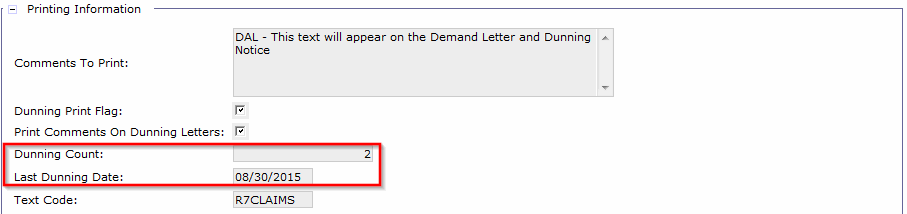 Printing Information
Comments To Print:
DAL - This text will appear on the Demand Letter and Dunning
Notice
Dunning Print Flag:
Print Comments On Dunning Letters:
Dunning Count: 2
Last Dunning Date: 08/30/2015
Text Code: R7CLAIMS